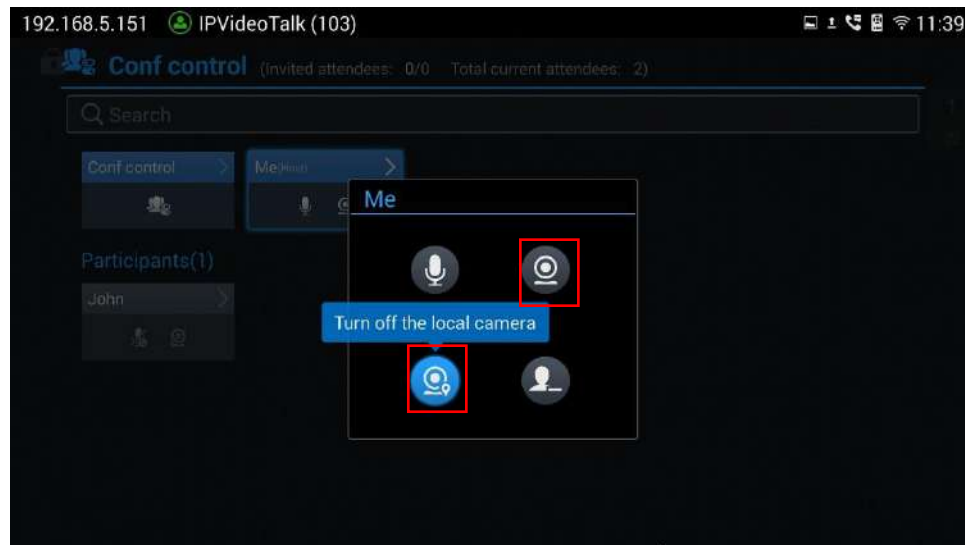 192.168.5.151 IPVideoTalk (103) 11:39
Conf control (Invited attendees: 0/0 Total current attendees: 2)
Search
Conf control
Me(Host)
Me
Participants(1)
John
Turn off the local camera